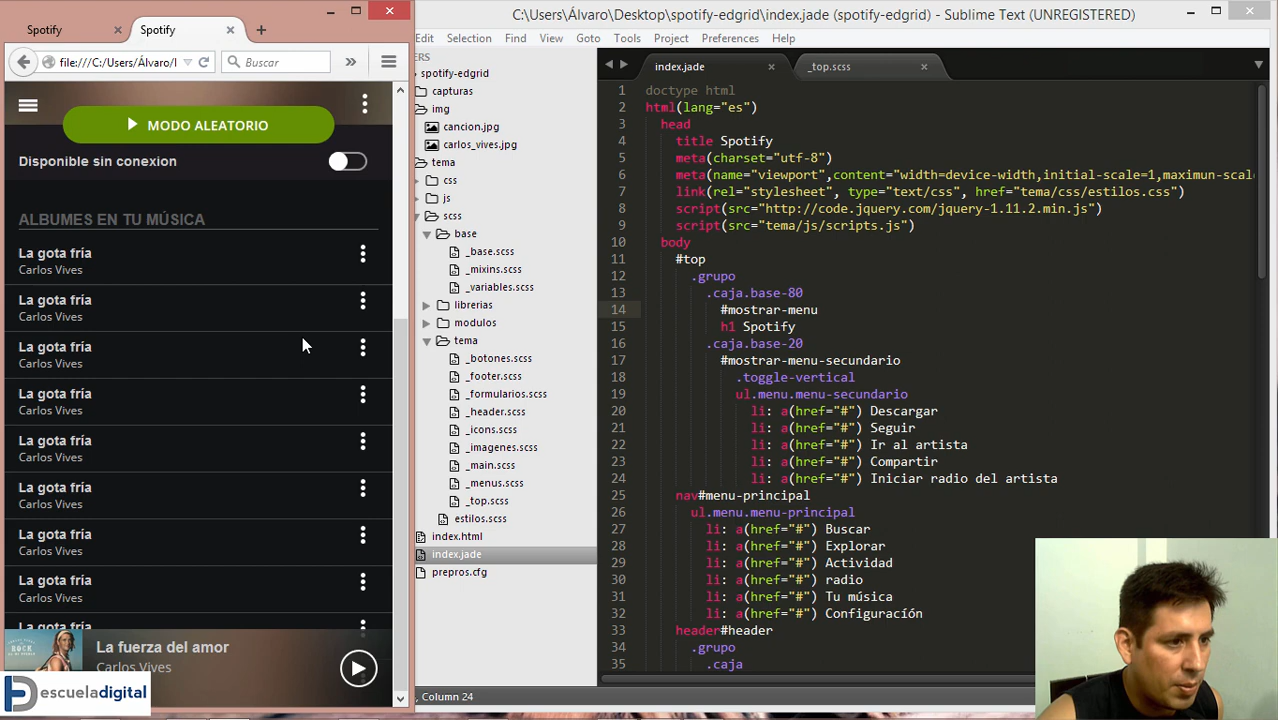 Spotify
Spotify
file:///C:/Users/Álvaro/l
Buscar
MODO ALEATORIO
Disponible sin conexion
ALBUMES EN TU MÚSICA
La gota fría
Carlos Vives
La gota fría
Carlos Vives
La gota fría
Carlos Vives
La gota fría
Carlos Vives
La gota fría
Carlos Vives
La gota fría
Carlos Vives
La gota fría
Carlos Vives
La gota fría
Carlos Vives
La gota fría
La fuerza del amor
Carlos Vives
escueladigital
C:\Users\Álvaro\Desktop\spotify-edgrid\index.jade (spotify-edgrid) - Sublime Text (UNREGISTERED)
Edit Selection Find View Goto Tools Project Preferences Help
ERS
spotify-edgrid
capturas
img
cancion.jpg
carlos_vives.jpg
tema
css
js
scss
base
_base.scss
_mixins.scss
_variables.scss
librerias
modulos
tema
_botones.scss
_footer.scss
_formularios.scss
_header.scss
_icons.scss
_imagenes.scss
_main.scss
_menus.scss
_top.scss
estilos.scss
index.html
index.jade
prepros.cfg
index.jade
_top.scss
1 doctype html
2 html(lang="es")
3 head
4 title Spotify
5 meta(charset="utf-8")
6 meta(name="viewport",content="width=device-width,initial-scale=1,maximun-scal
7 link(rel="stylesheet", type="text/css", href="tema/css/estilos.css")
8 script(src="http://code.jquery.com/jquery-1.11.2.min.js")
9 script(src="tema/js/scripts.js")
10 body
11 #top
12 .grupo
13 .caja.base-80
14 #mostrar-menu
15 h1 Spotify
16 .caja.base-20
17 #mostrar-menu-secundario
18 .toggle-vertical
19 ul.menu.menu-secundario
20 li: a(href="#") Descargar
21 li: a(href="#") Seguir
22 li: a(href="#") Ir al artista
23 li: a(href="#") Compartir
24 li: a(href="#") Iniciar radio del artista
25 nav#menu-principal
26 ul.menu.menu-principal
27 li: a(href="#") Buscar
28 li: a(href="#") Explorar
29 li: a(href="#") Actividad
30 li: a(href="#") radio
31 li: a(href="#") Tu música
32 li: a(href="#") Configuracíón
33 header#header
34 .grupo
35 .caja
, Column 24